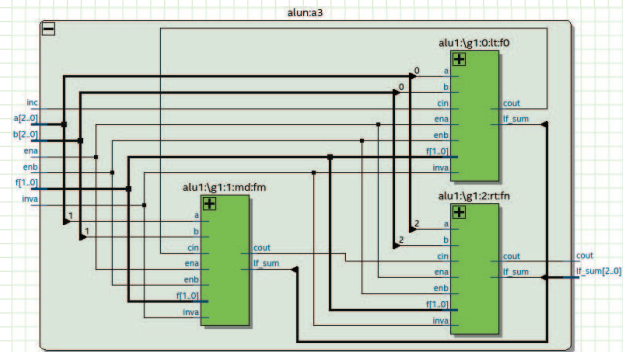 alun:a3
alu1:\g1:0:lt:f0
a
b
cin
ena
enb
f[1..0]
inva
cout
lf_sum
0
0
inc
a[2..0]
b[2..0]
ena
enb
f[1..0]
inva
1
1
alu1:\g1:1:md:fm
a
b
cin
ena
enb
f[1..0]
inva
cout
lf_sum
alu1:\g1:2:rt:fn
2
2
a
b
cin
ena
enb
f[1..0]
inva
cout
lf_sum
cout
lf_sum[2..0]